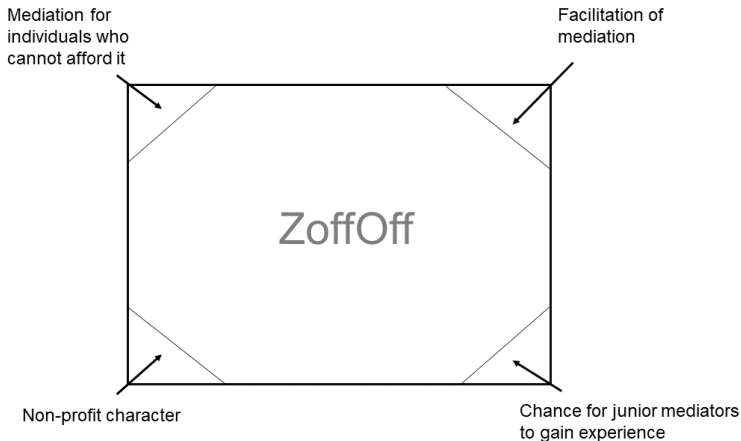 Mediation for
individuals who
cannot afford it
Facilitation of
mediation
ZoffOff
Non-profit character
Chance for junior mediators
to gain experience